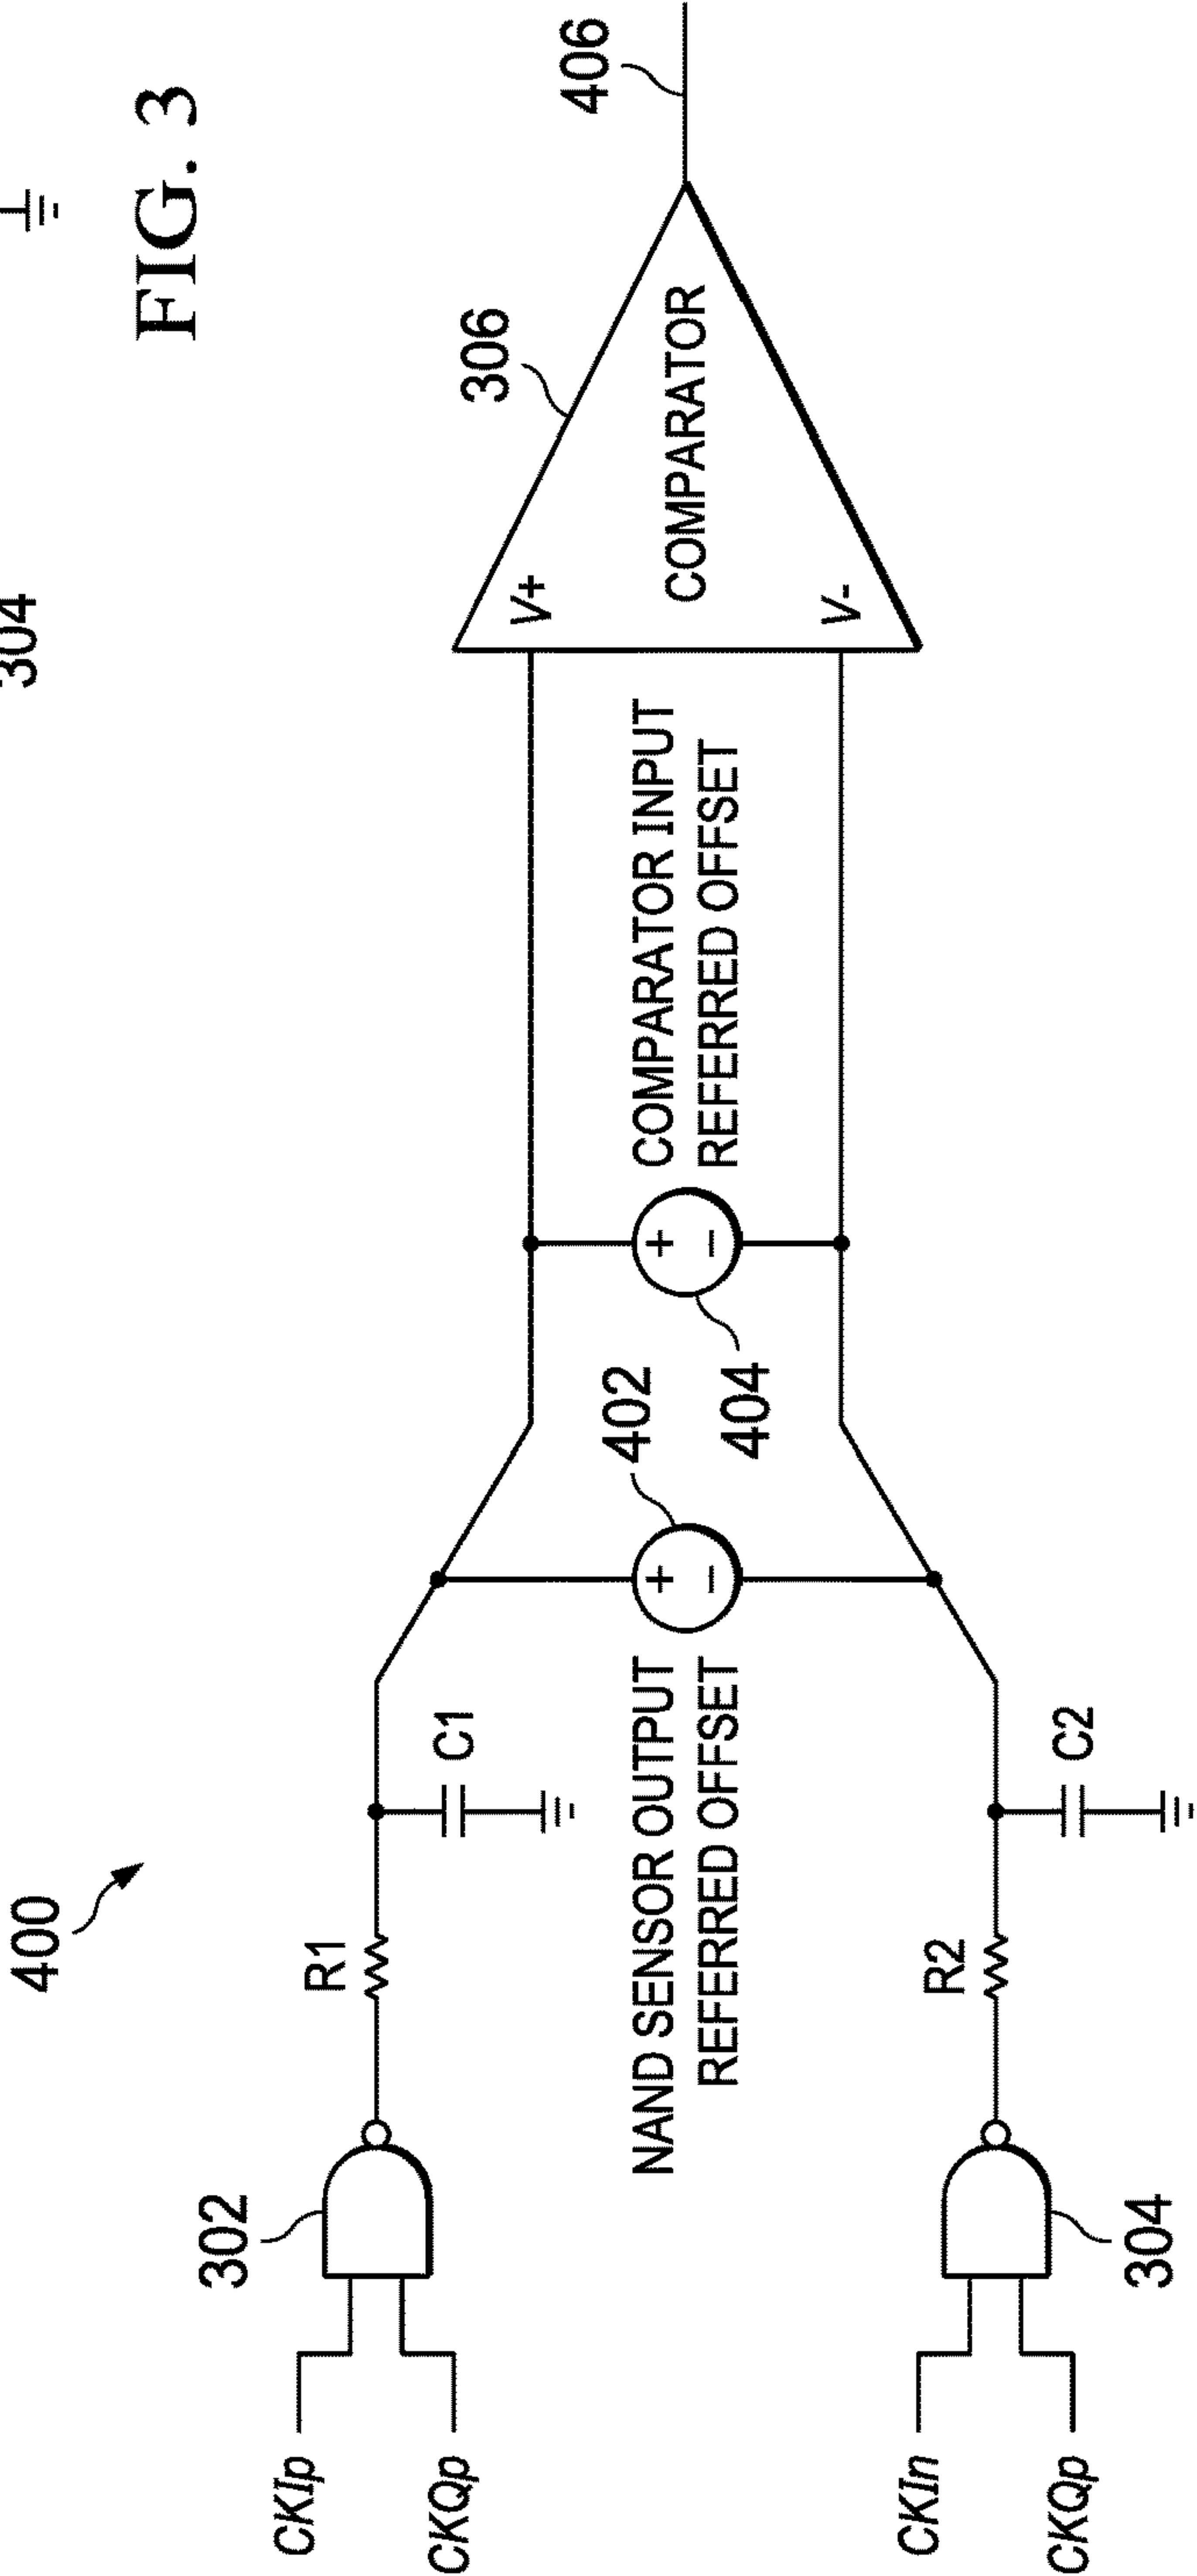 304
FIG. 3
400
CKIp
CKQp
302
R1
C1
NAND SENSOR OUTPUT
REFERRED OFFSET
402
404
COMPARATOR INPUT
REFERRED OFFSET
V+
V-
COMPARATOR
306
406
CKIn
CKQp
304
R2
C2